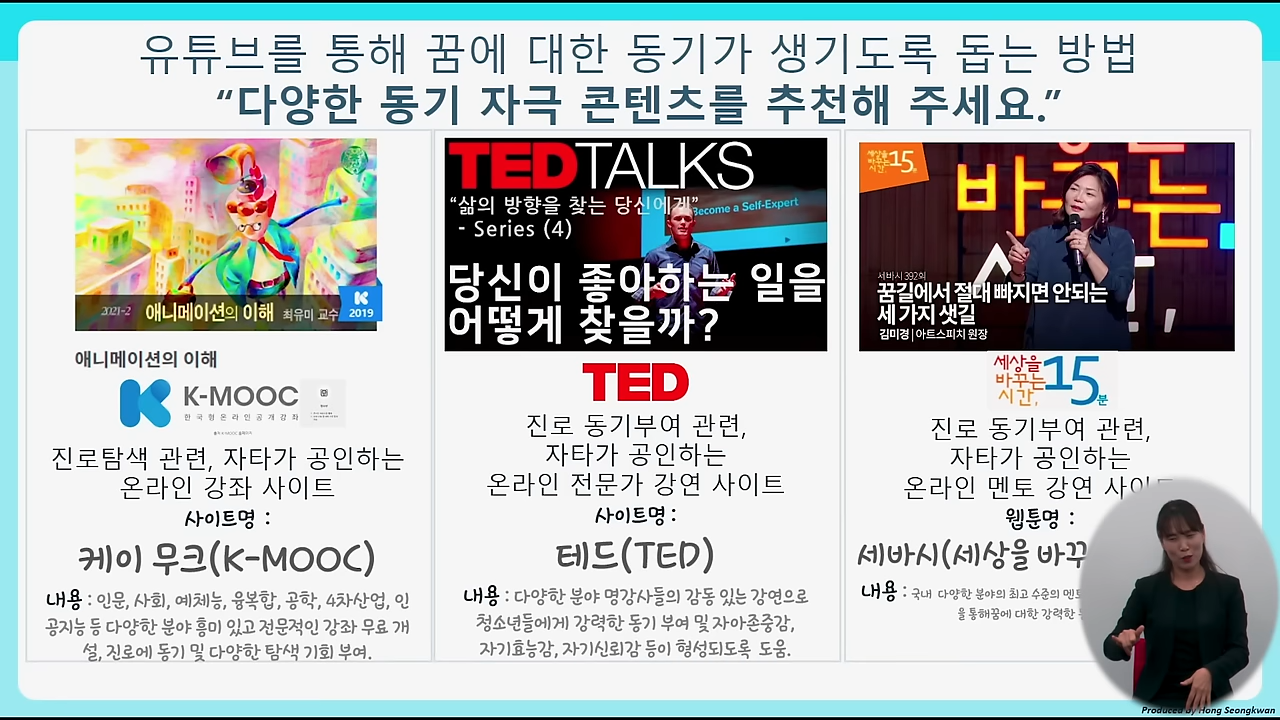 유튜브를 통해 꿈에 대한 동기가 생기도록 돕는 방법
“다양한 동기 자극 콘텐츠를 추천해 주세요.”
2021-2 애니메이션의 이해 최유미 교수
K
2019
애니메이션의 이해
K-MOOC
한국형온라인공개강좌
진로탐색 관련, 자타가 공인하는
온라인 강좌 사이트
사이트명 :
케이 무크(K-MOOC)
내용 : 인문, 사회, 예체능, 융복합, 공학, 4차산업, 인
공지능 등 다양한 분야 흥미 있고 전문적인 강좌 무료 개
설, 진로에 동기 및 다양한 탐색 기회 부여.
TEDTALKS
“삶의 방향을 찾는 당신에게”
- Series (4)
Become a Self-Expert
당신이 좋아하는 일을
어떻게 찾을까?
TED
진로 동기부여 관련,
자타가 공인하는
온라인 전문가 강연 사이트
사이트명 :
테드(TED)
내용 : 다양한 분야 명강사들의 감동 있는 강연으로
청소년들에게 강력한 동기 부여 및 자아존중감,
자기효능감, 자기신뢰감 등이 형성되도록 도움.
세상을
바꾸는
시간, 15분
바꾸는
세바시 392회
꿈길에서 절대 빠지면 안되는
세 가지 샛길
김미경 | 아트스피치 원장
세상을
바꾸는
시간, 15분
진로 동기부여 관련,
자타가 공인하는
온라인 멘토 강연 사이트
웹툰명 :
세바시(세상을 바꾸
내용 : 국내 다양한 분야의 최고 수준의 멘토
을 통해꿈에 대한 강력한
Produced by Hong Seongkwan